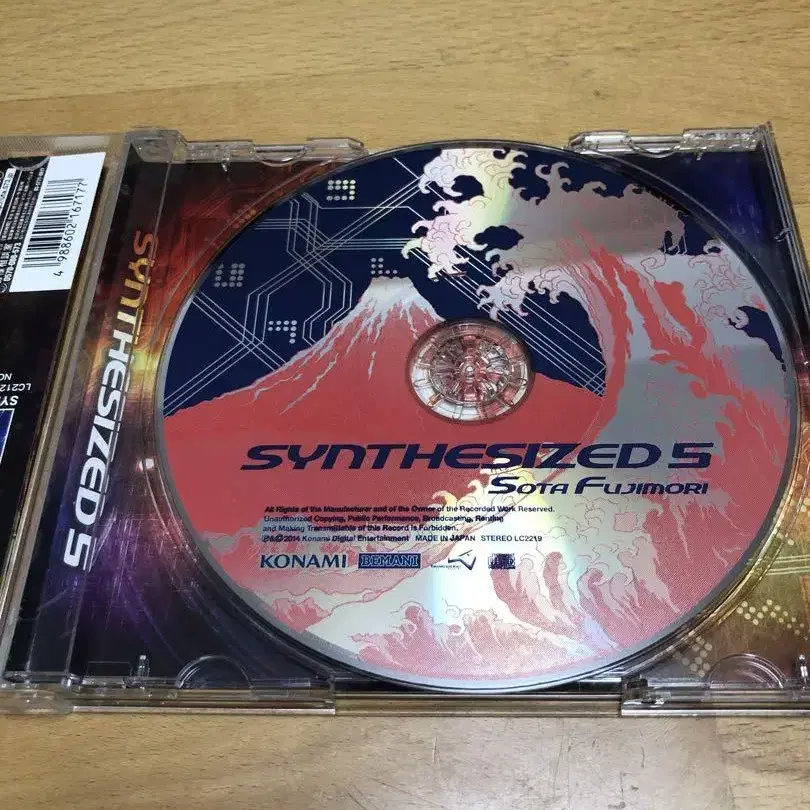 4 988602 167177
SYNTHESIZED 5
SYNTHESIZED 5
SOTA FUJIMORI
All Rights of the Manufacturer and of the Owner of the Recorded Work Reserved.
Unauthorized Copying, Public Performance, Broadcasting, Renting
and Making Transmittable of this Record is Forbidden.
℗&©2014 Konami Digital Entertainment MADE IN JAPAN STEREO LC2219
KONAMI BEMANI